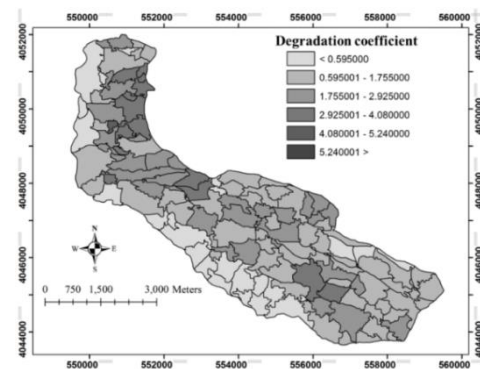 550000 552000 554000 556000 558000 560000
4052000
4050000
4048000
4046000
4044000
4052000
4050000
4048000
4046000
4044000
Degradation coefficient
< 0.595000
0.595001 - 1.755000
1.755001 - 2.925000
2.925001 - 4.080000
4.080001 - 5.240000
5.240001 >
N
W E
S
0 750 1,500 3,000 Meters
550000 552000 554000 556000 558000 560000